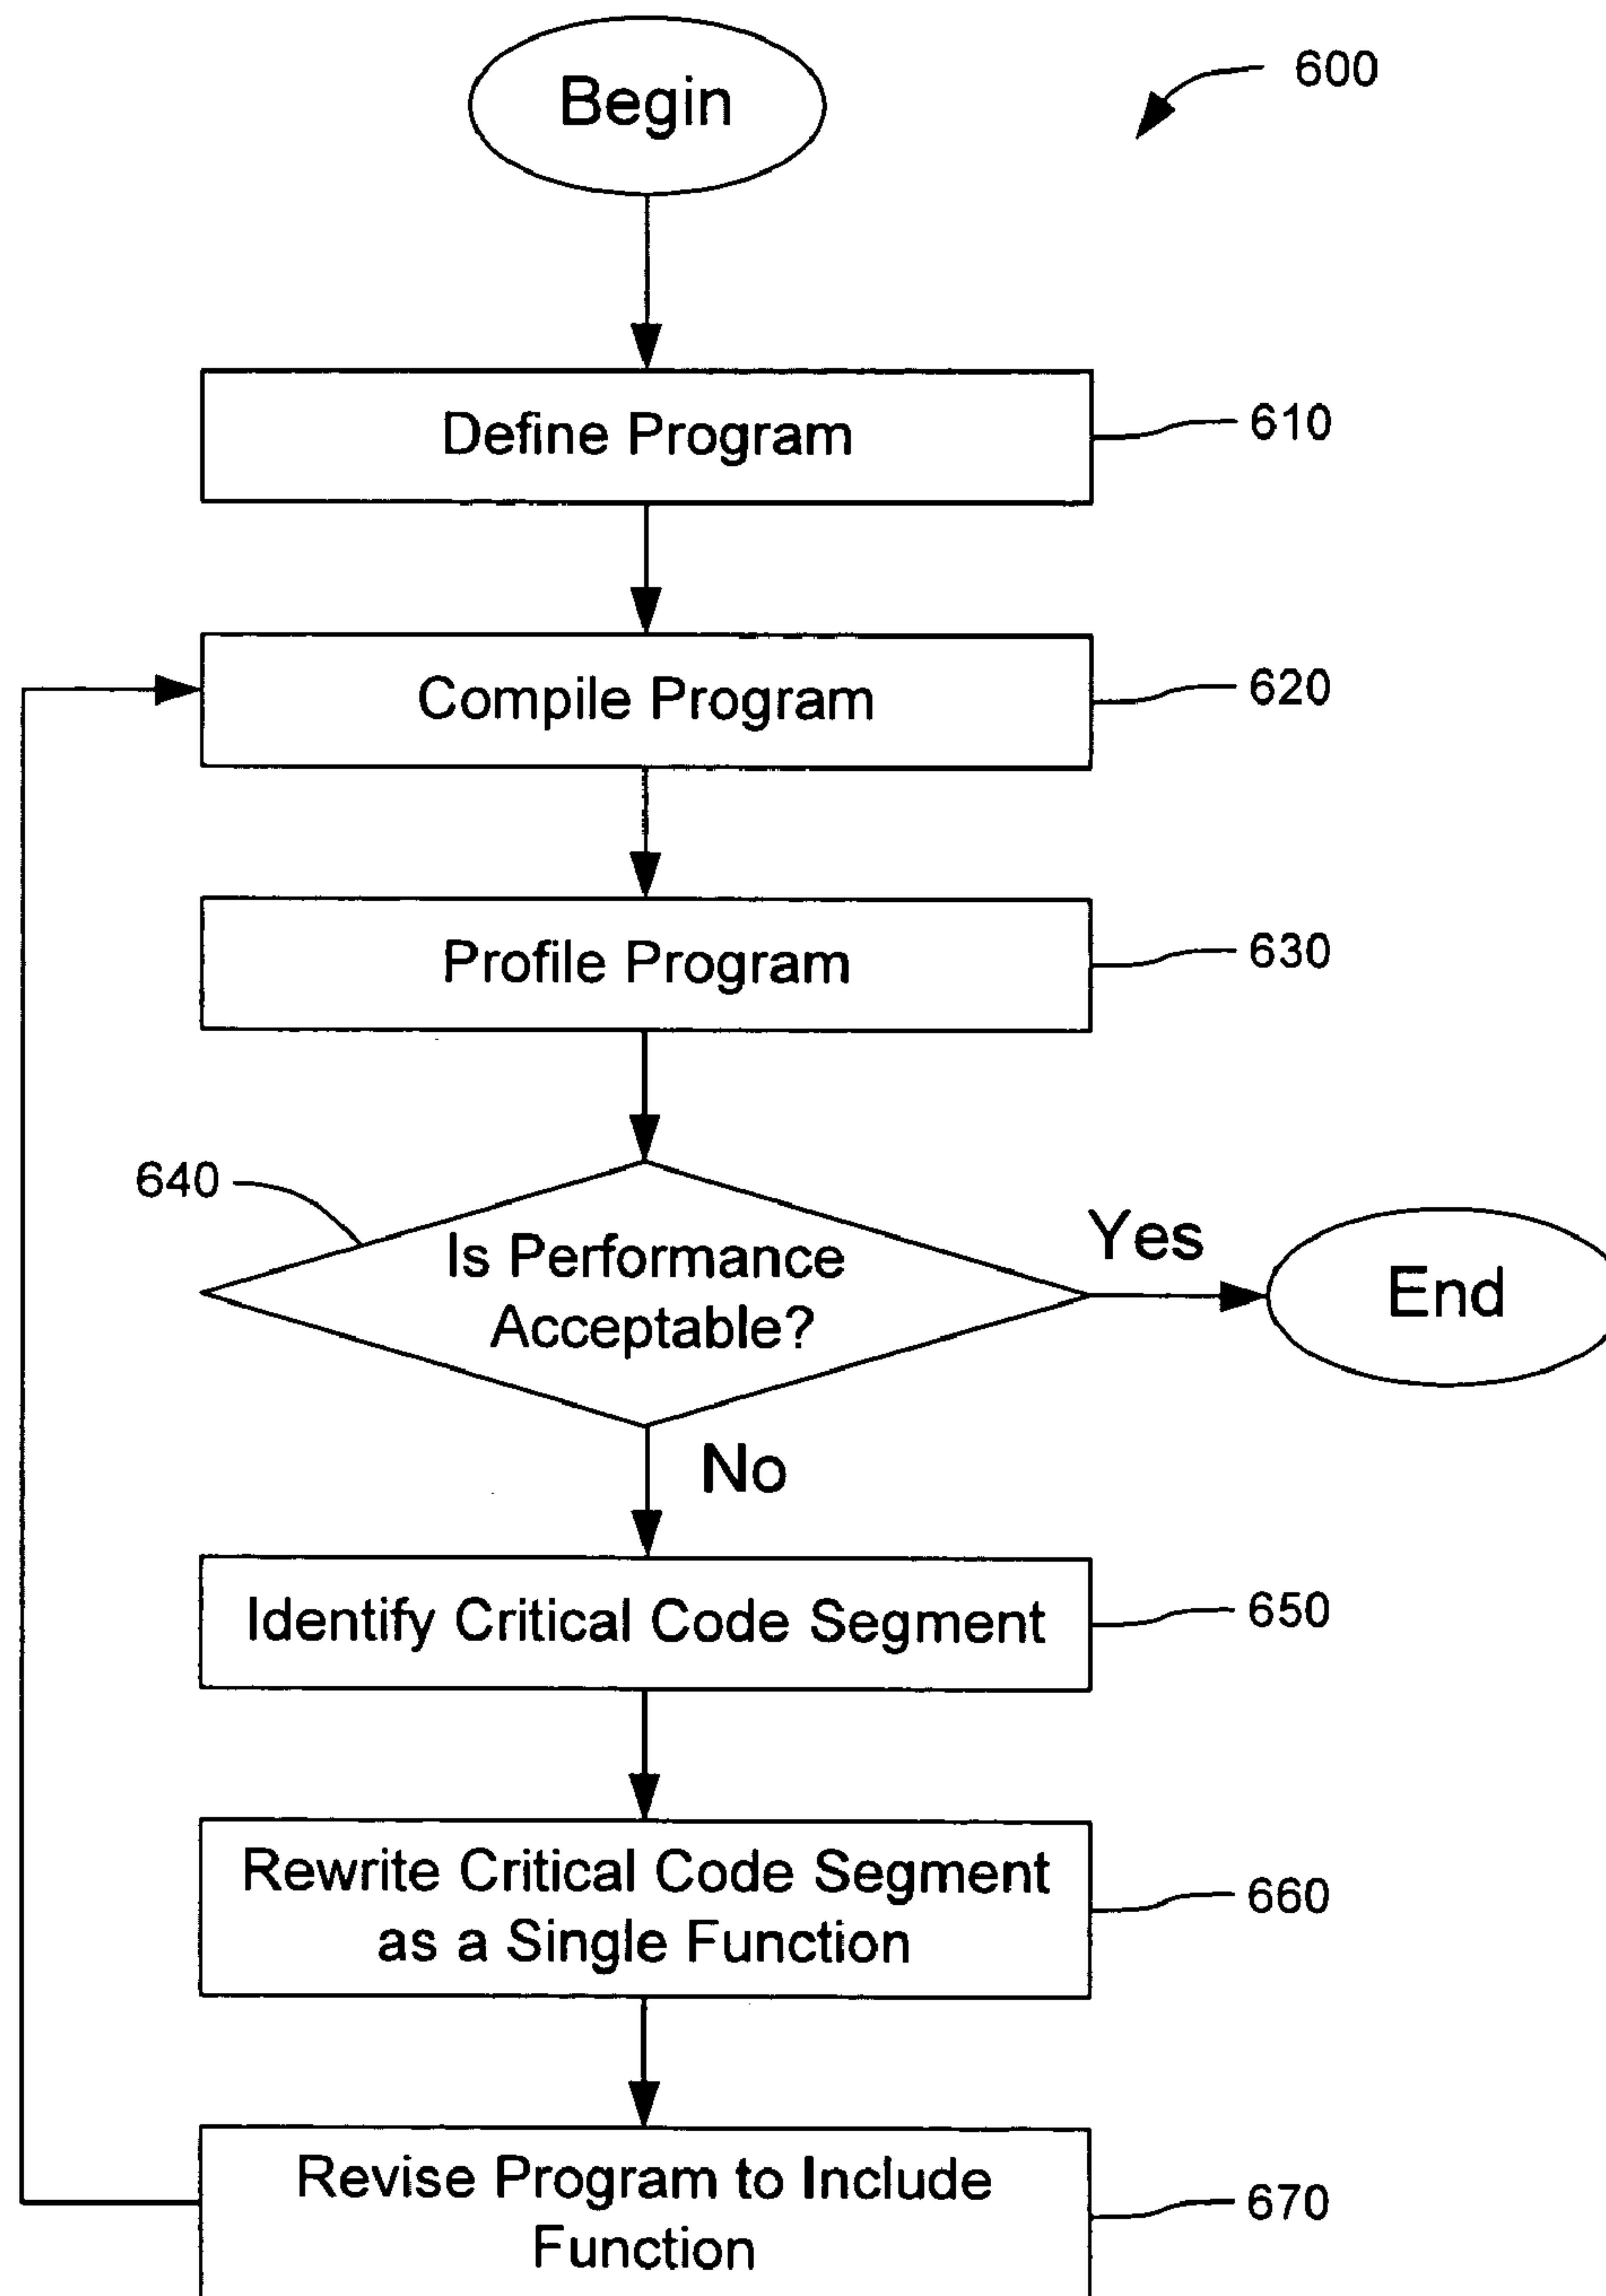 Begin
600
Define Program
610
Compile Program
620
Profile Program
630
640
Is Performance
Acceptable?
Yes
End
No
Identify Critical Code Segment
650
Rewrite Critical Code Segment
as a Single Function
660
Revise Program to Include
Function
670